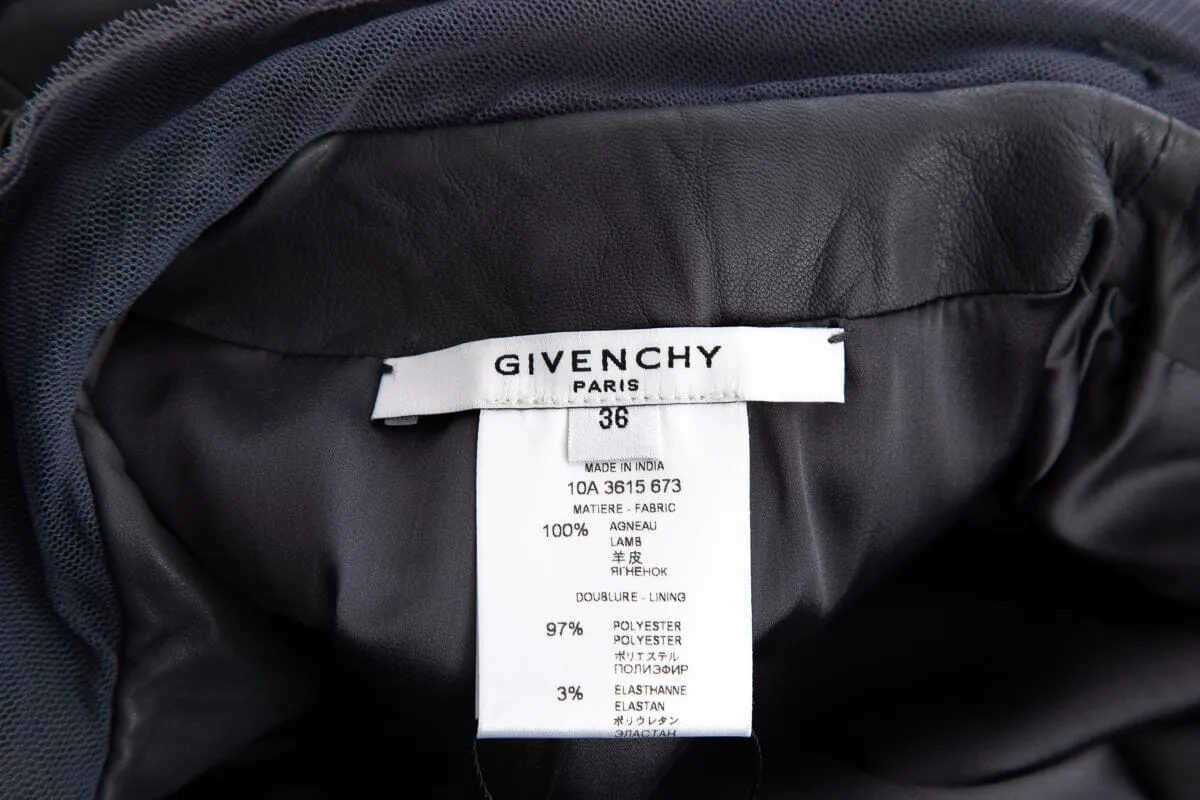 GIVENCHY
PARIS
36
MADE IN INDIA
10A 3615 673
MATIERE - FABRIC
100% AGNEAU
LAMB
羊皮
ЯГНЕНОК
DOUBLURE - LINING
97% POLYESTER
POLYESTER
ポリエステル
ПОЛИЭФИР
3% ELASTHANNE
ELASTAN
ポリウレタン
ЭЛАСТАН